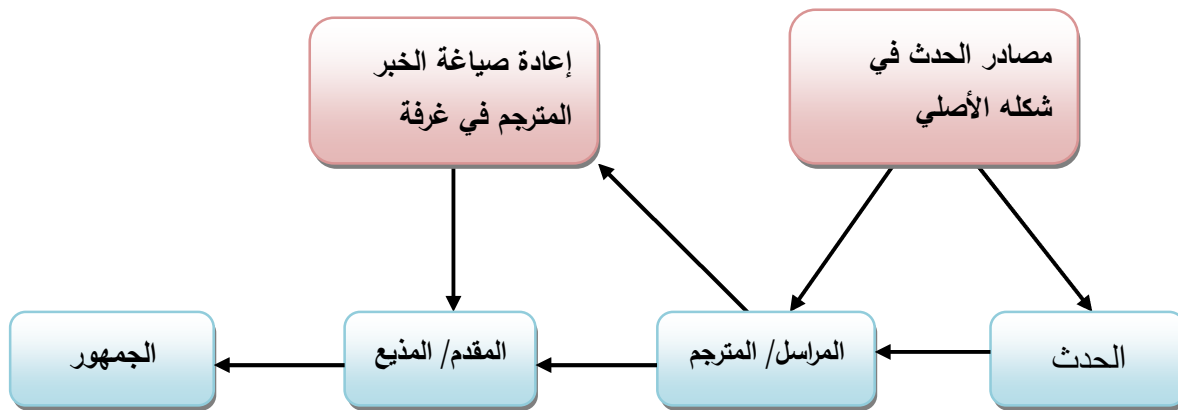 مصادر الحدث في
شكله الأصلي
إعادة صياغة الخبر
المترجم في غرفة
الحدث
المراسل/ المترجم
المقدم/ المذيع
الجمهور